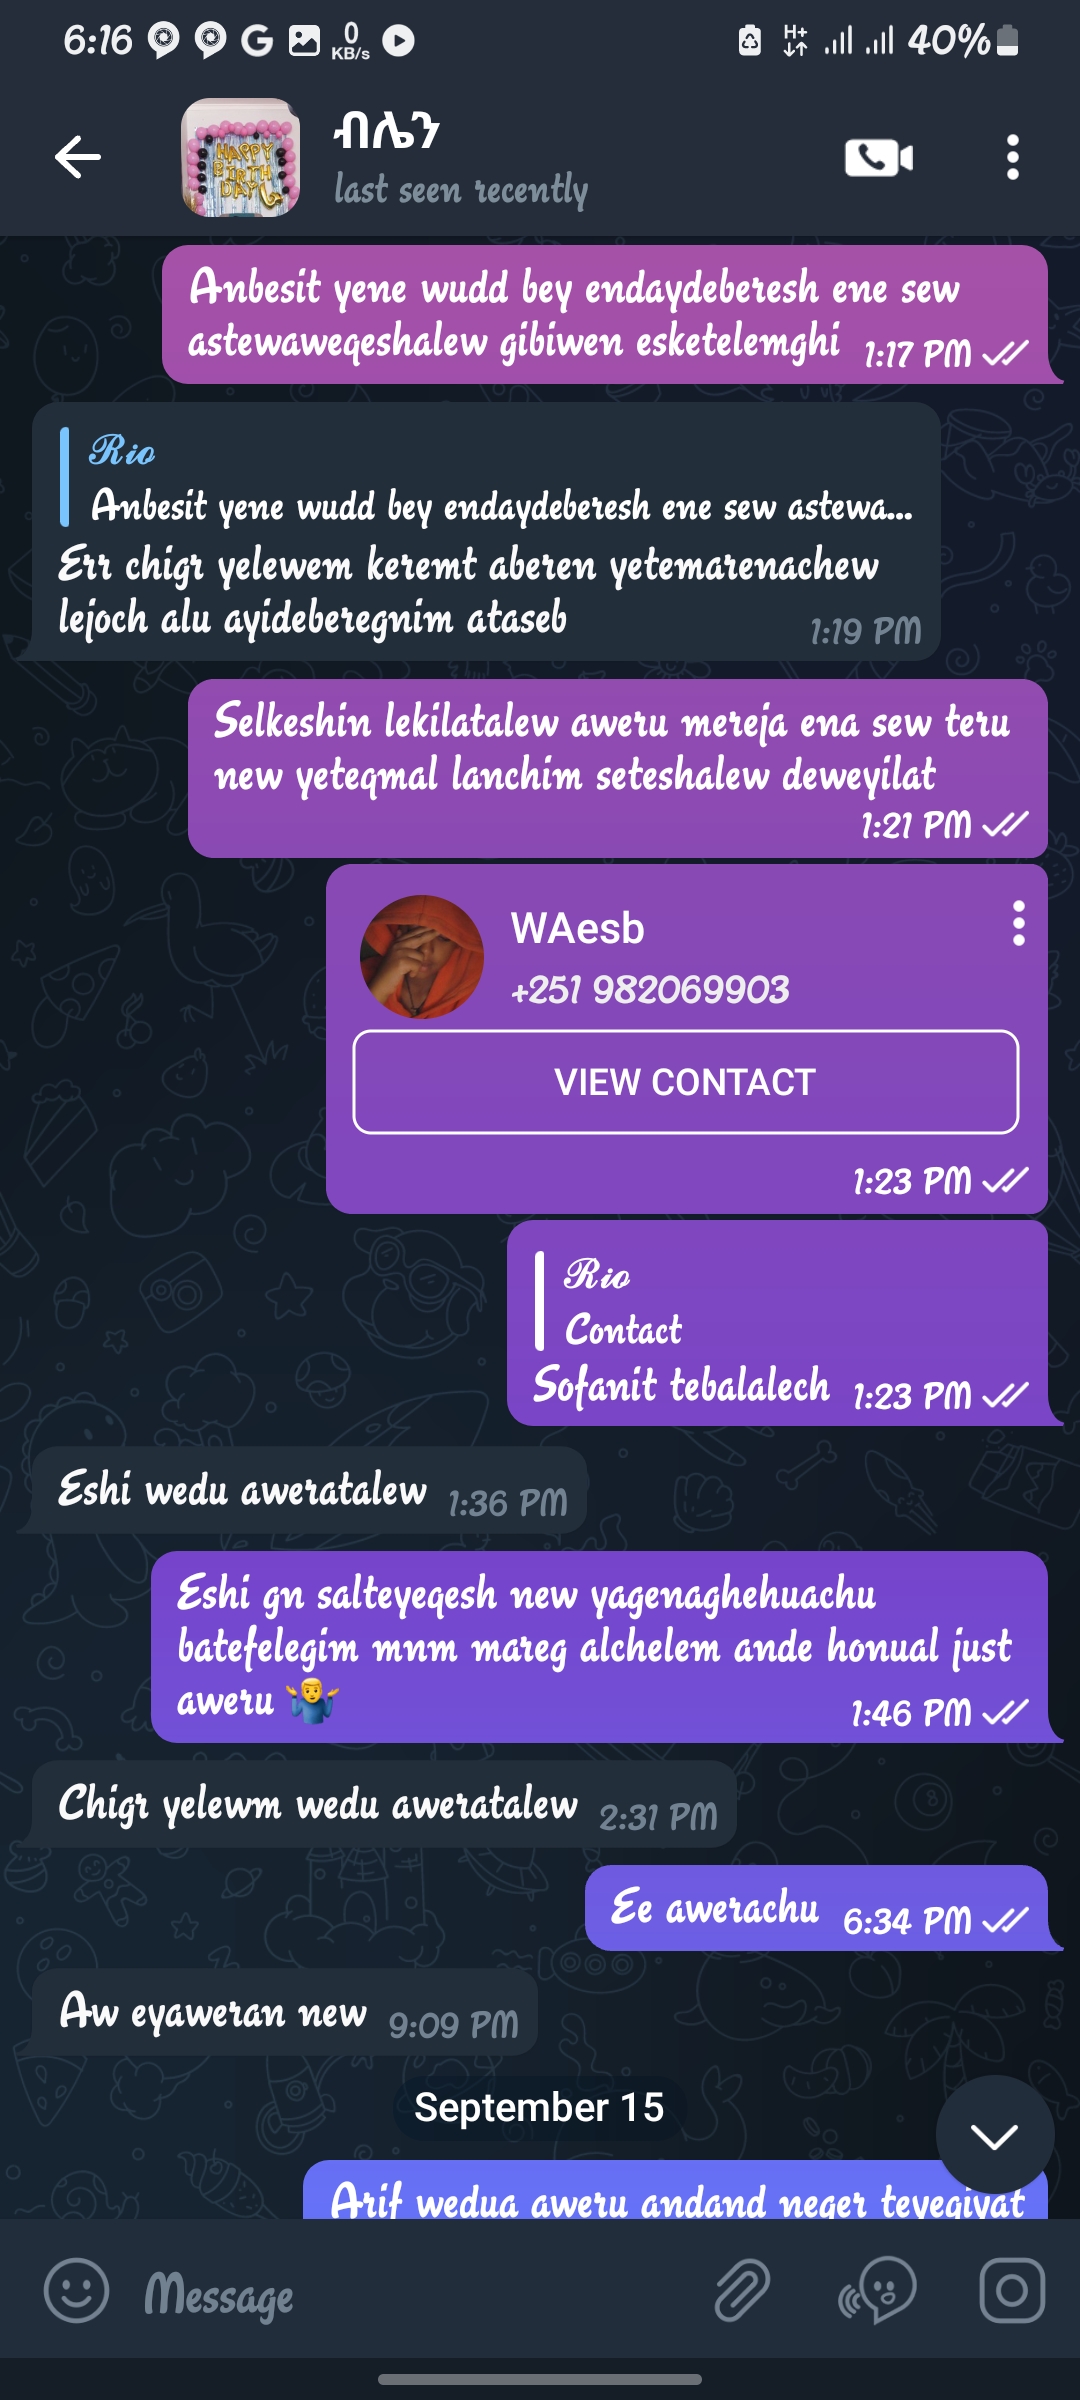 6:16
0
KB/s
H+
40%
HAPPY
BIRTH
DAY
ብሌን
last seen recently
Anbesit yene wudd bey endaydeberesh ene sew
astewaweqeshalew gibiwen esketelemghi 1:17 PM
Rio
Anbesit yene wudd bey endaydeberesh ene sew astewa...
Err chigr yelewem keremt aberen yetemarenachew
lejoch alu ayideberegnim ataseb
1:19 PM
Selkeshin lekilatalew aweru mereja ena sew teru
new yeteqmal lanchim seteshalew deweyilat
1:21 PM
WAesb
+251 982069903
VIEW CONTACT
1:23 PM
Rio
Contact
Sofanit tebalalech 1:23 PM
Eshi wedu aweratalew 1:36 PM
Eshi gn salteyeqesh new yagenaghehuachu
batefelegim mnm mareg alchelem ande honual just
aweru 🤷‍♂️ 1:46 PM
Chigr yelewm wedu aweratalew 2:31 PM
Ee awerachu 6:34 PM
Aw eyaweran new 9:09 PM
September 15
Arif wedua aweru andand neger teyegiyat
Message